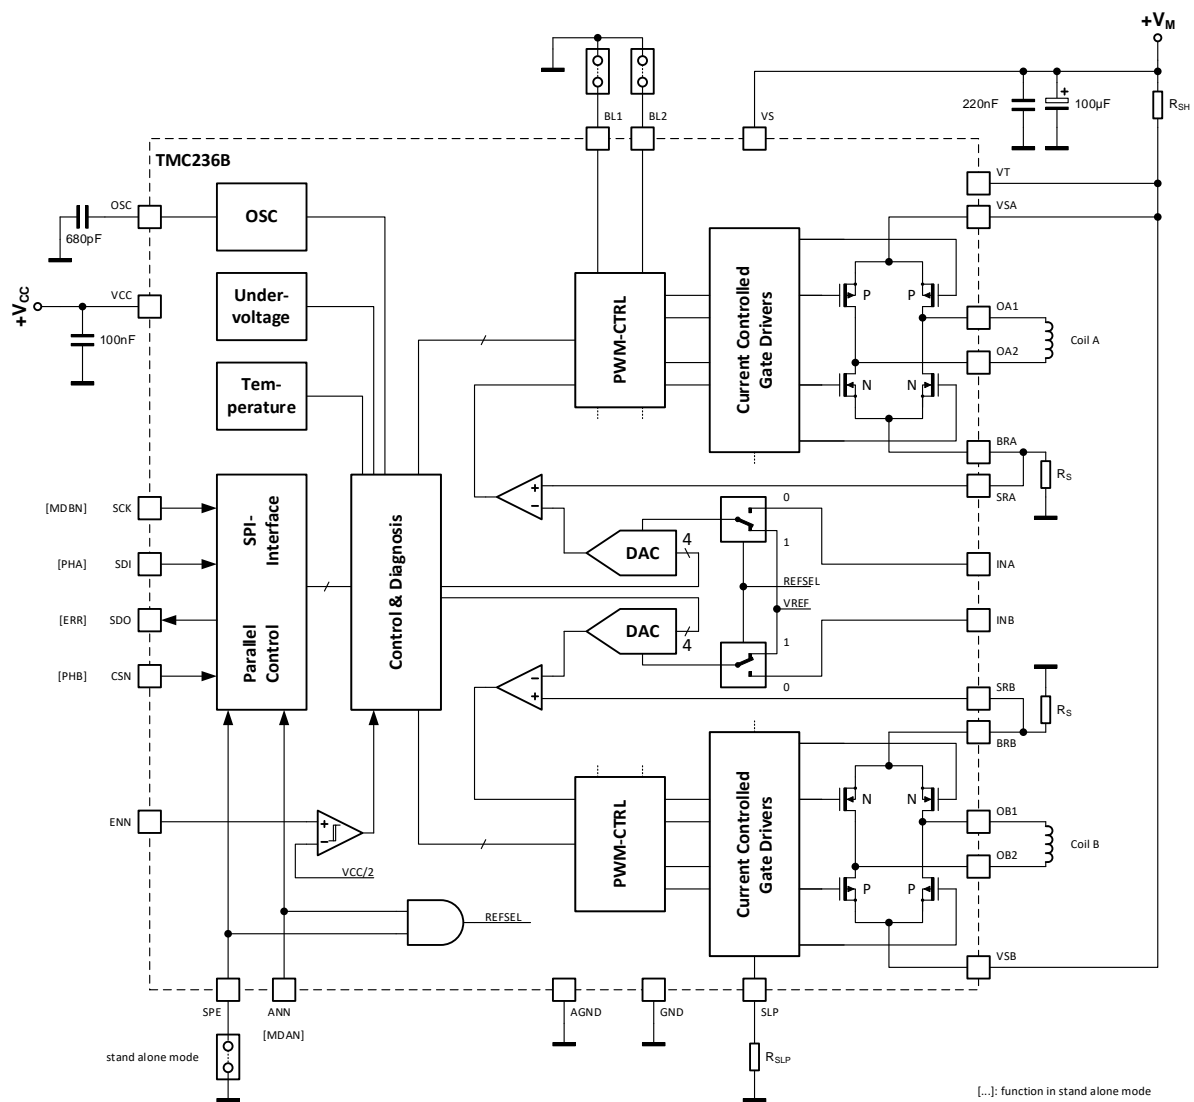 +VM
BL1
BL2
VS
220nF
100µF
+
RSH
TMC236B
VT
OSC
OSC
680pF
VSA
+VCC
VCC
100nF
Under-
voltage
PWM-CTRL
Current Controlled
Gate Drivers
P
P
OA1
OA2
Coil A
N
N
Tem-
perature
BRA
RS
SRA
+
−
0
1
[MDBN]
SCK
[PHA]
SDI
[ERR]
SDO
[PHB]
CSN
SPI-
Interface
Parallel
Control
Control & Diagnosis
DAC
4
INA
REFSEL
VREF
DAC
4
INB
1
0
−
+
SRB
RS
BRB
ENN
+
−
VCC/2
PWM-CTRL
Current Controlled
Gate Drivers
N
N
OB1
OB2
Coil B
P
P
REFSEL
VSB
SPE
ANN
[MDAN]
AGND
GND
SLP
stand alone mode
RSLP
[...]: function in stand alone mode